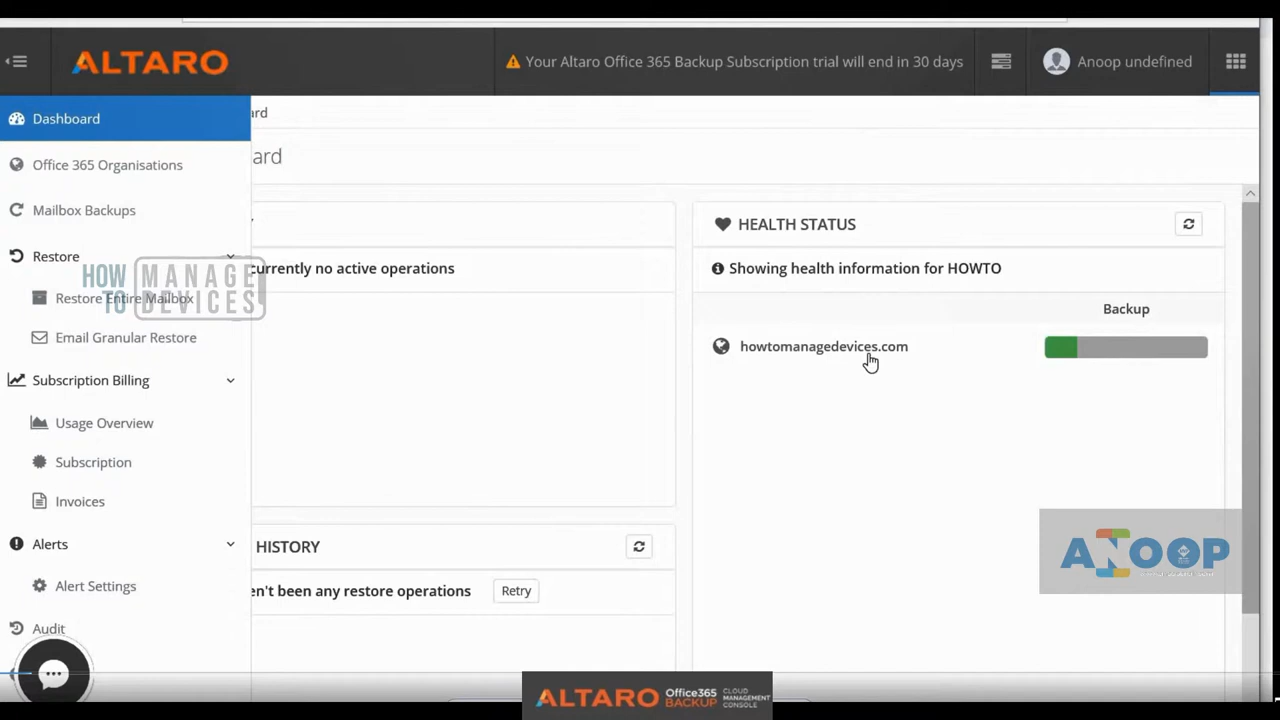 ALTARO
Your Altaro Office 365 Backup Subscription trial will end in 30 days
Anoop undefined
Dashboard
Office 365 Organisations
Mailbox Backups
Restore
Restore Entire Mailbox
Email Granular Restore
Subscription Billing
Usage Overview
Subscription
Invoices
Alerts
Alert Settings
Audit
HOW TO MANAGE DEVICES
ard
ard
currently no active operations
HISTORY
en't been any restore operations
Retry
HEALTH STATUS
Showing health information for HOWTO
Backup
howtomanagedevices.com
ANOOP
ALTARO Office365 BACKUP CLOUD MANAGEMENT CONSOLE